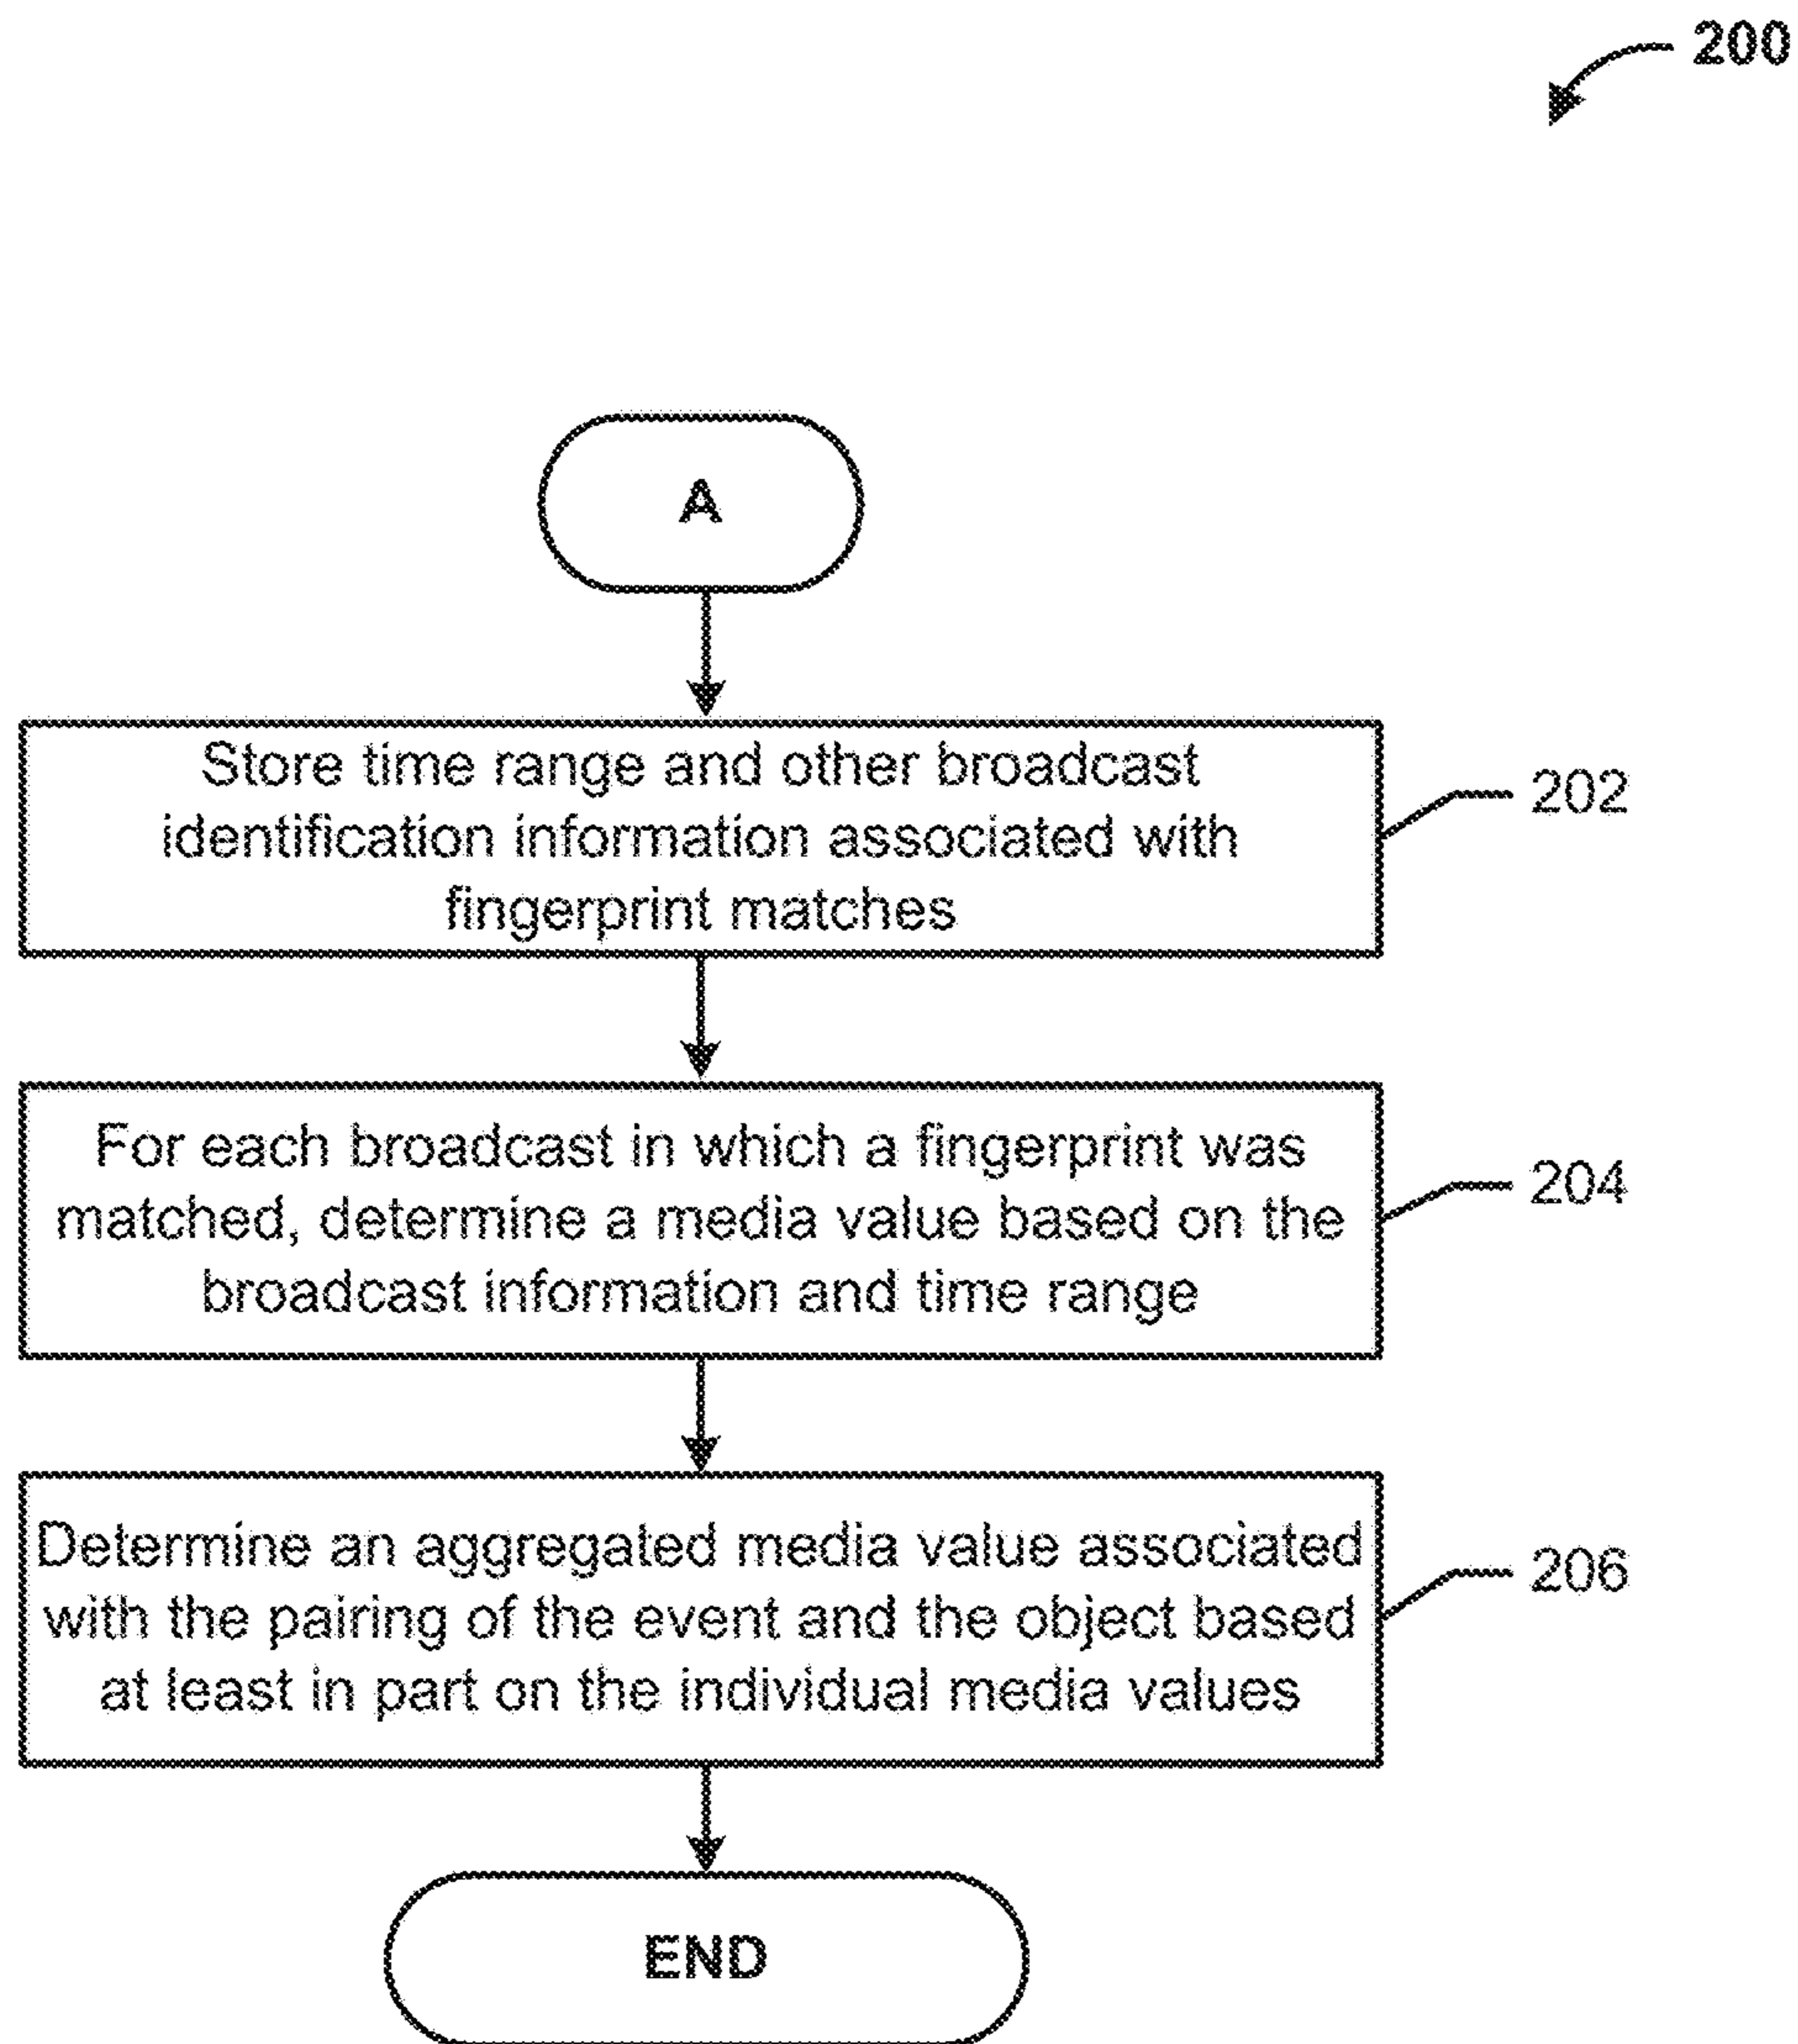 200
A
Store time range and other broadcast
identification information associated with
fingerprint matches
202
For each broadcast in which a fingerprint was
matched, determine a media value based on the
broadcast information and time range
204
Determine an aggregated media value associated
with the pairing of the event and the object based
at least in part on the individual media values
206
END